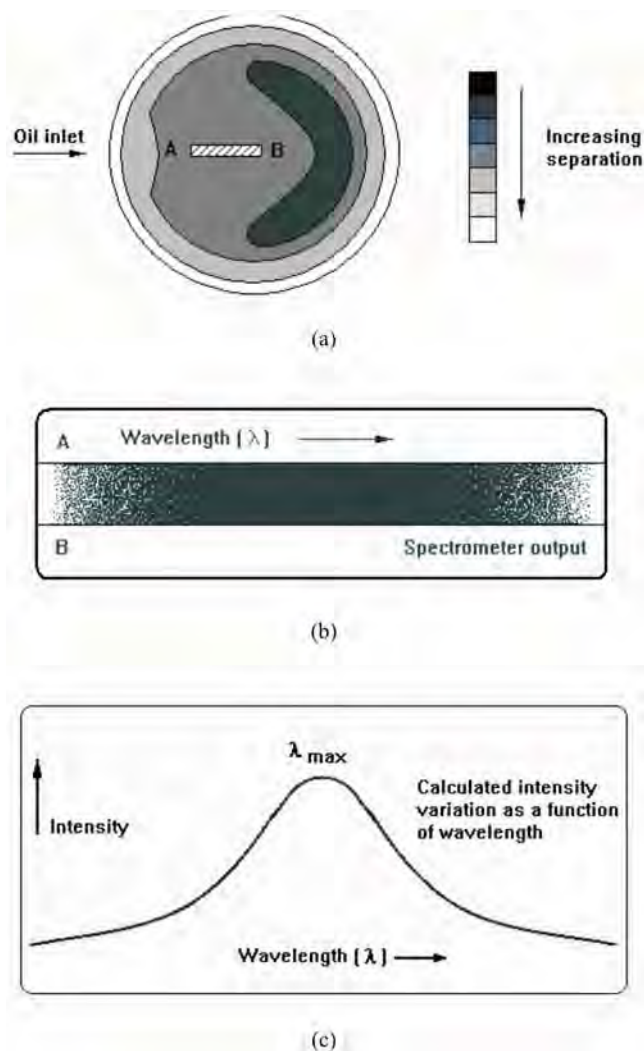 Oil inlet
A B
Increasing
separation
(a)
A Wavelength ( λ )
B Spectrometer output
(b)
λ max
Calculated intensity
variation as a function
of wavelength
Intensity
Wavelength ( λ )
(c)